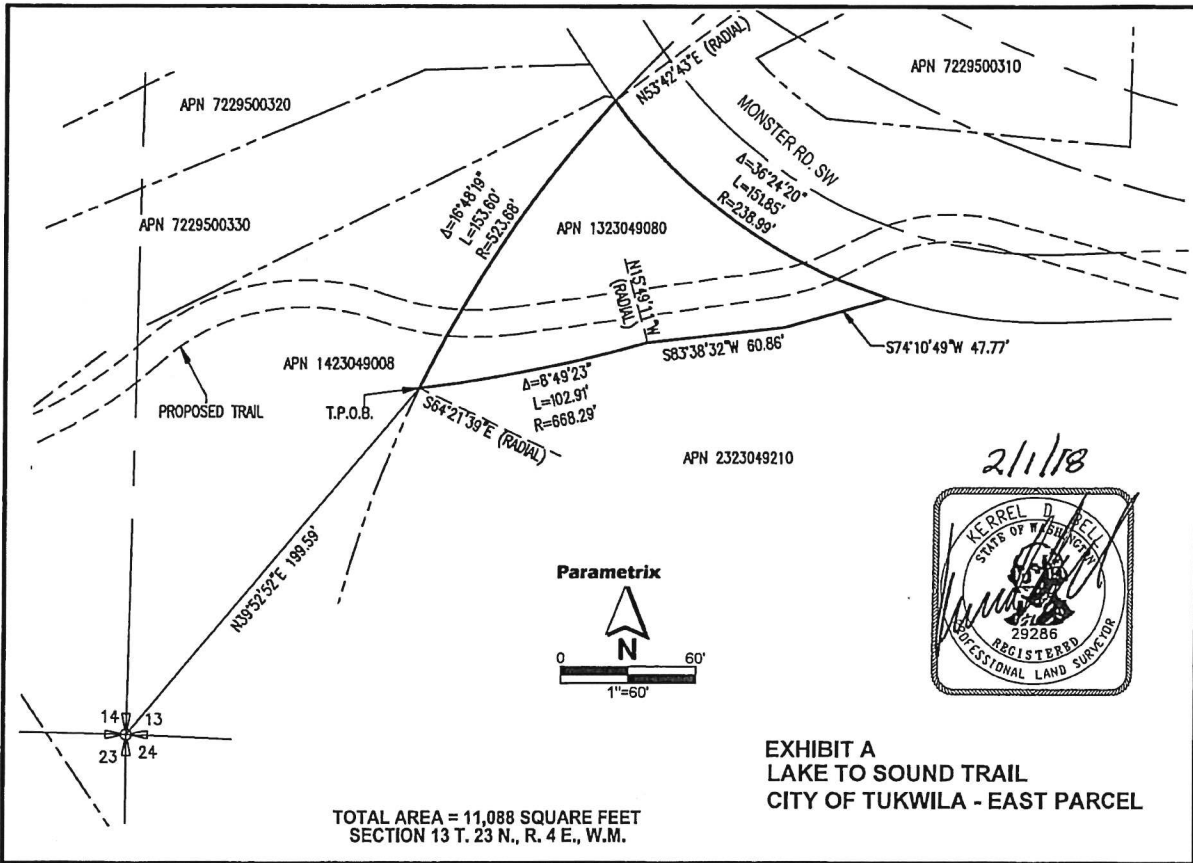 N53°42'43"E (RADIAL)
APN 7229500310
APN 7229500320
MONSTER RD. SW
Δ=36°24'20"
L=151.85'
R=238.99'
Δ=16°48'19"
L=153.60'
R=523.68'
APN 7229500330
APN 1323049080
N15°49'11"W
(RADIAL)
APN 1423049008
S83°38'32"W 60.86'
S74°10'49"W 47.77'
PROPOSED TRAIL
T.P.O.B.
Δ=8°49'23"
L=102.91'
R=668.29'
S64°21'39"E (RADIAL)
APN 2323049210
2/1/18
KERREL D. BELL
STATE OF WASHINGTON
29286
REGISTERED
PROFESSIONAL LAND SURVEYOR
N39°52'52"E 199.59'
Parametrix
N
0 60'
1"=60'
14 13
23 24
EXHIBIT A
LAKE TO SOUND TRAIL
CITY OF TUKWILA - EAST PARCEL
TOTAL AREA = 11,088 SQUARE FEET
SECTION 13 T. 23 N., R. 4 E., W.M.